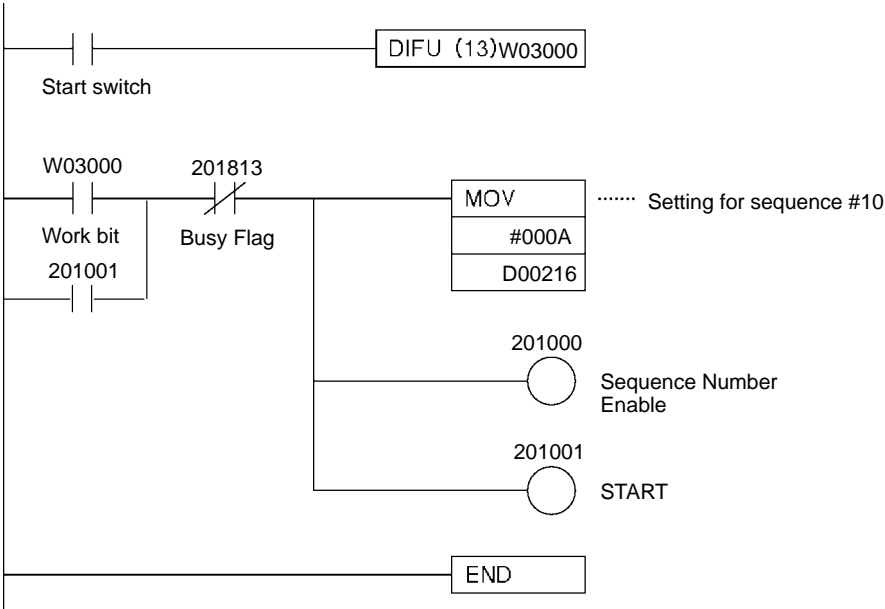 DIFU (13)W03000
Start switch
W03000
201813
MOV
······· Setting for sequence #10
Work bit
Busy Flag
#000A
201001
D00216
201000
Sequence Number
Enable
201001
START
END